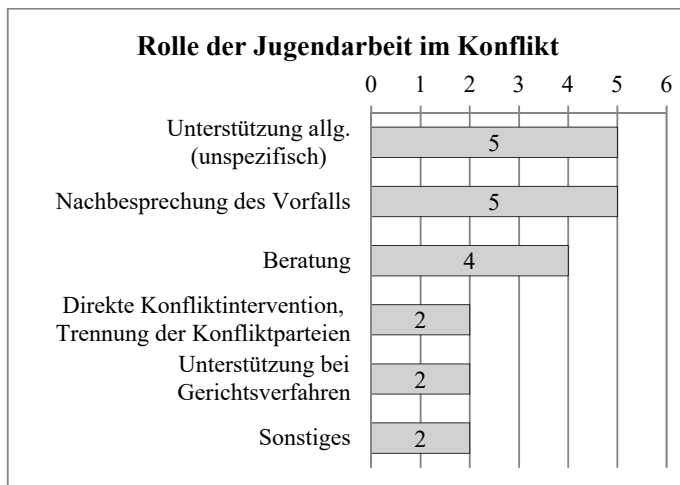 Rolle der Jugendarbeit im Konflikt
0 1 2 3 4 5 6
Unterstützung allg.
(unspezifisch)
5
Nachbesprechung des Vorfalls
5
Beratung
4
Direkte Konfliktintervention,
Trennung der Konfliktparteien
2
Unterstützung bei
Gerichtsverfahren
2
Sonstiges
2